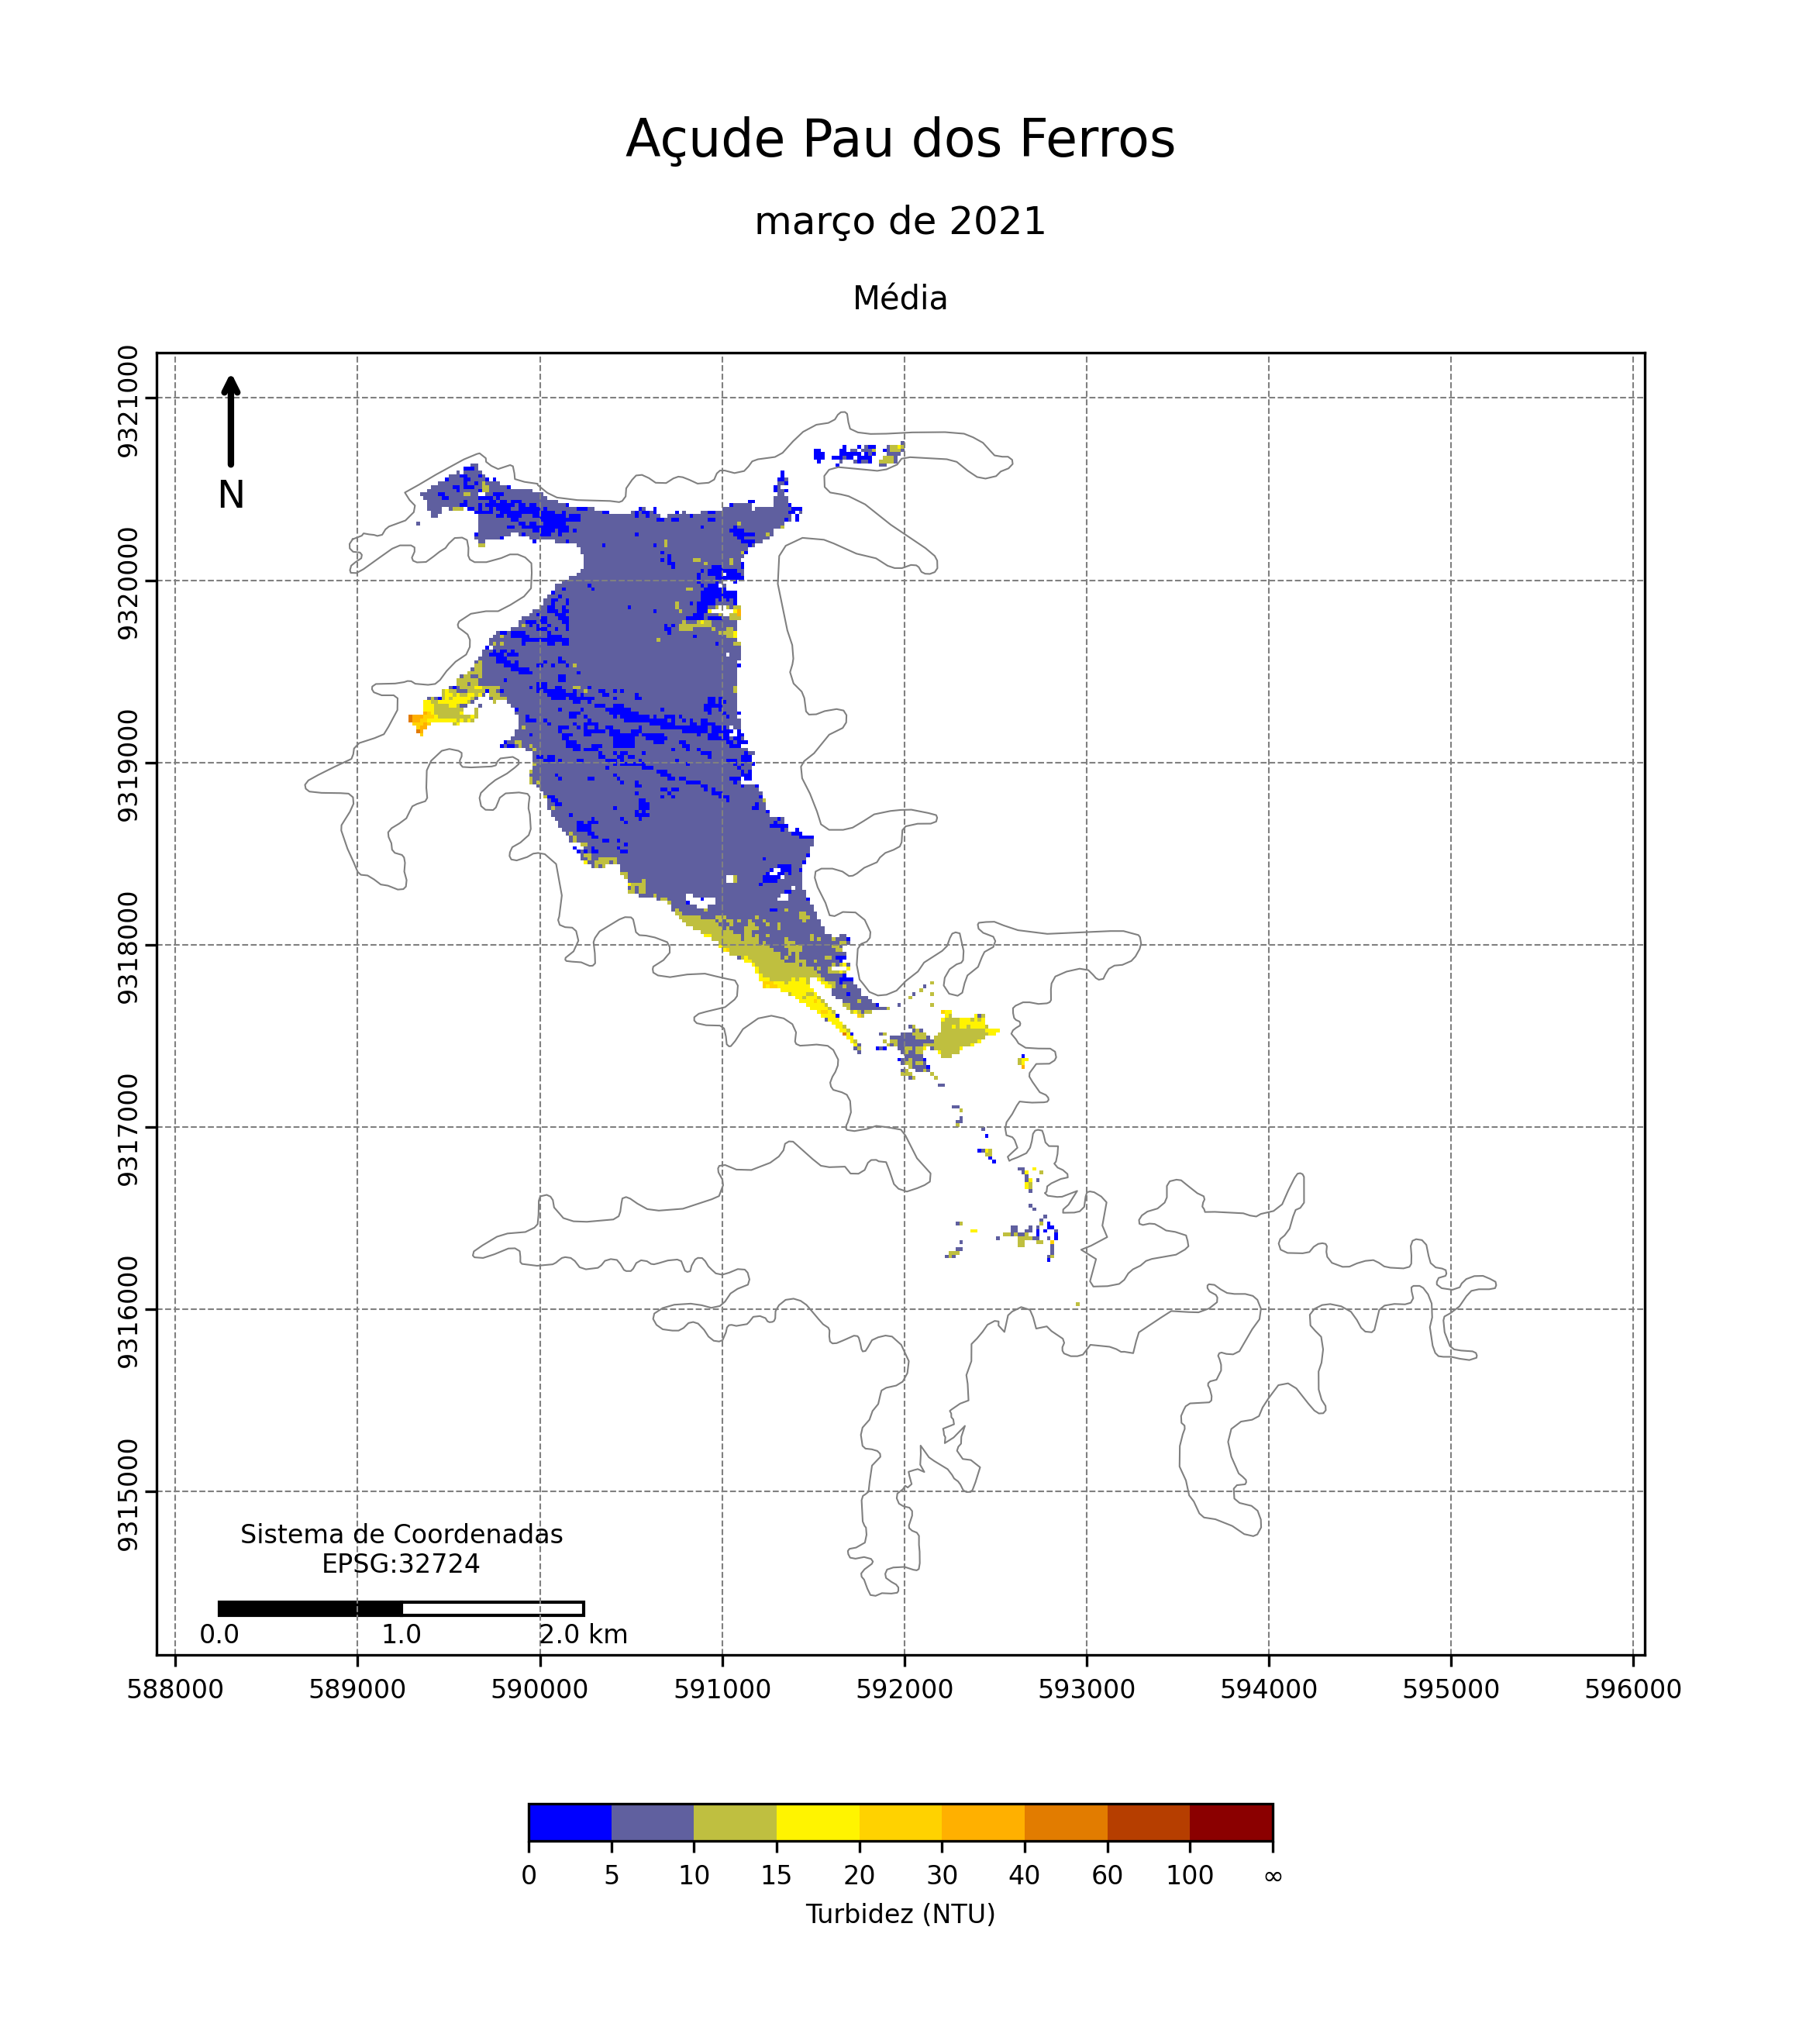 Açude Pau dos Ferros
março de 2021
Média
9321000
9320000
9319000
9318000
9317000
9316000
9315000
N
Sistema de Coordenadas
EPSG:32724
0.0 1.0 2.0 km
588000 589000 590000 591000 592000 593000 594000 595000 596000
0 5 10 15 20 30 40 60 100 ∞
Turbidez (NTU)